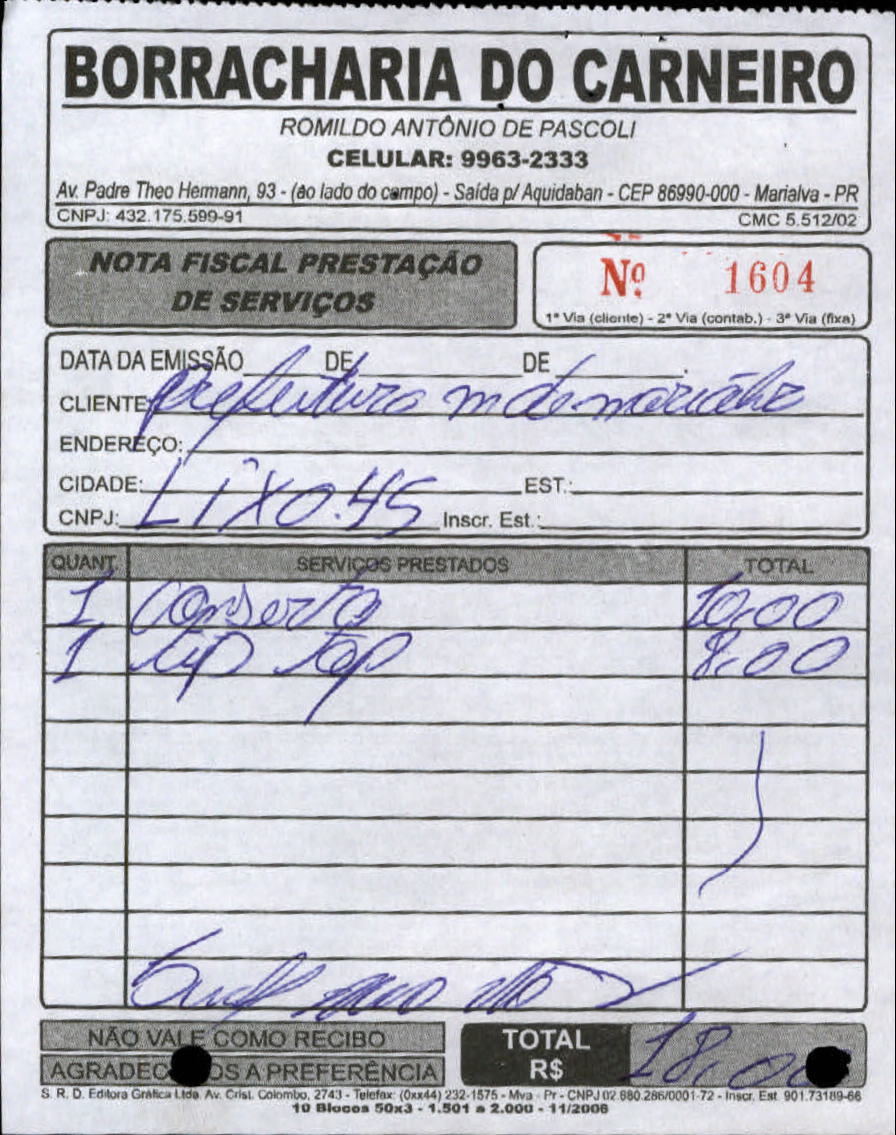 BORRACHARIA DO CARNEIRO
ROMILDO ANTÔNIO DE PASCOLI
CELULAR: 9963-2333
Av. Padre Theo Hermann, 93 - (ao lado do campo) - Saída p/ Aquidaban - CEP 86990-000 - Marialva - PR
CNPJ: 432.175.599-91 CMC 5.512/02
NOTA FISCAL PRESTAÇÃO
DE SERVIÇOS
Nº 1604
1ª Via (cliente) - 2ª Via (contab.) - 3ª Via (fixa)
DATA DA EMISSÃO DE DE
CLIENTE: Prefeitura m de
ENDEREÇO:
CIDADE: EST.:
CNPJ: LIXO.45 Inscr. Est.:
QUANT. SERVIÇOS PRESTADOS TOTAL
1 Conserto 10,00
1 tip top 8,00
NÃO VALE COMO RECIBO
AGRADECEMOS A PREFERÊNCIA
TOTAL
R$ 18,00
S. R. D. Editora Gráfica Ltda. Av. Crist. Colombo, 2743 - Telefax: (0xx44) 232-1575 - Mva - Pr - CNPJ 02.880.286/0001-72 - Inscr. Est. 901.73189-66
10 Blocos 50x3 - 1.501 a 2.000 - 11/2006